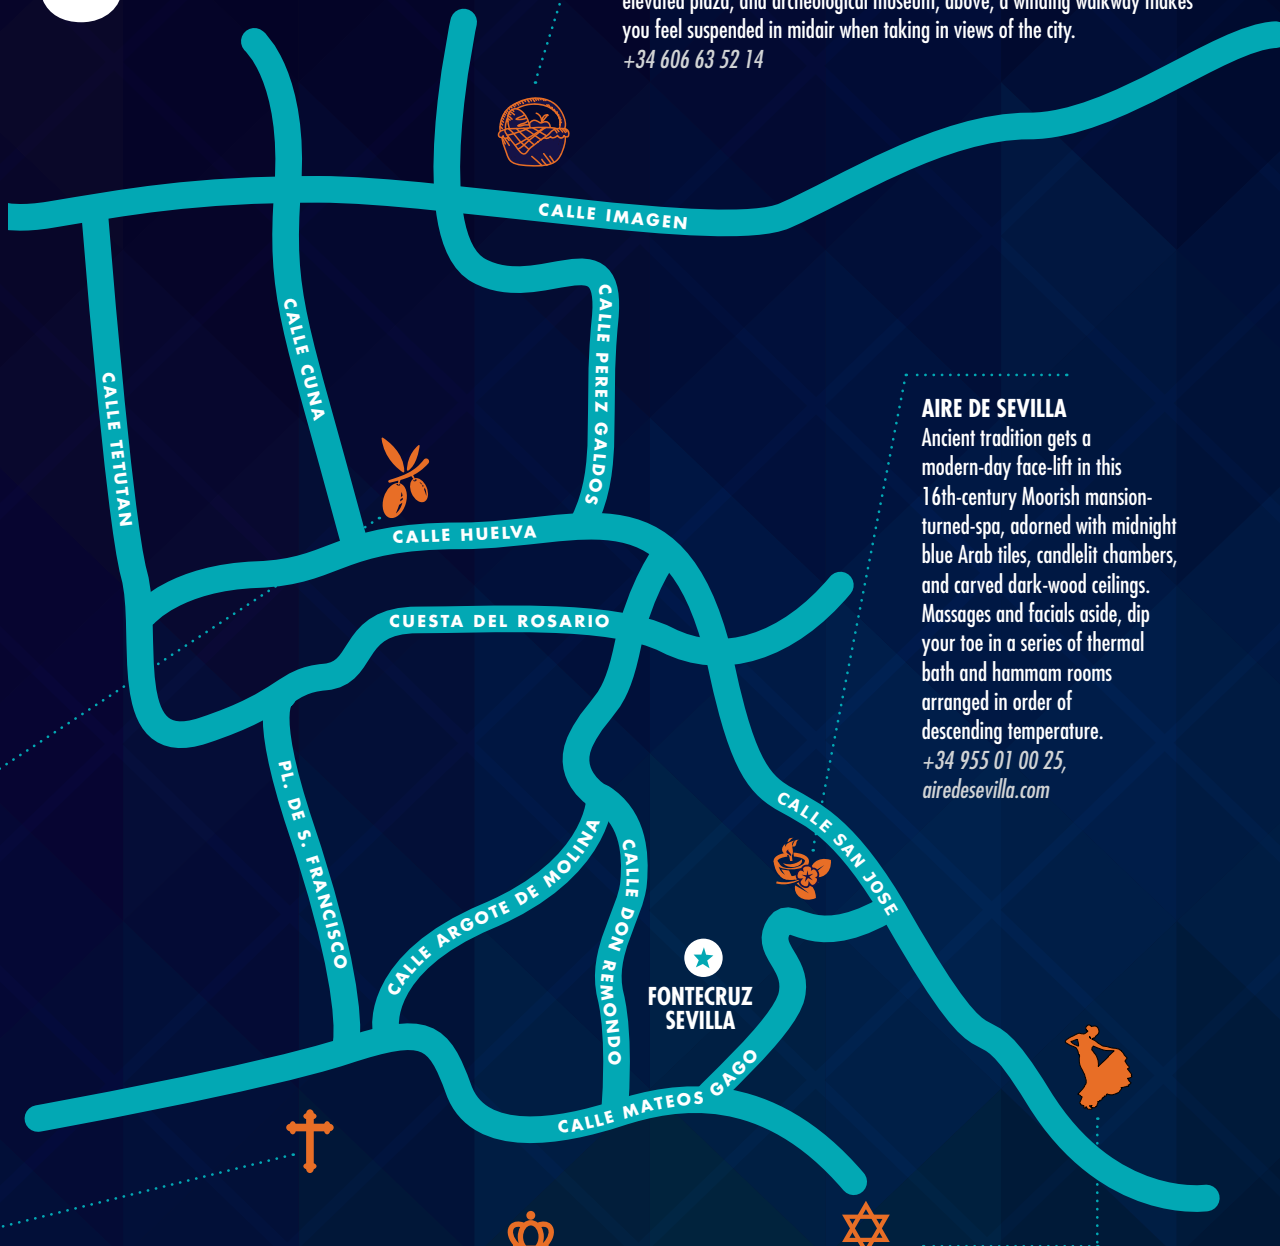 elevated plaza, and archeological museum, above, a winding walkway makes
you feel suspended in midair when taking in views of the city.
+34 606 63 52 14
CALLE IMAGEN
CALLE CUNA
CALLE PEREZ GALDOS
CALLE TETUTAN
AIRE DE SEVILLA
Ancient tradition gets a
modern-day face-lift in this
16th-century Moorish mansion-
turned-spa, adorned with midnight
blue Arab tiles, candlelit chambers,
and carved dark-wood ceilings.
Massages and facials aside, dip
your toe in a series of thermal
bath and hammam rooms
arranged in order of
descending temperature.
+34 955 01 00 25,
airedesevilla.com
CALLE HUELVA
CUESTA DEL ROSARIO
PL. DE S. FRANCISCO
CALLE ARGOTE DE MOLINA
CALLE DON REMONDO
CALLE SAN JOSE
FONTECRUZ
SEVILLA
CALLE MATEOS GAGO